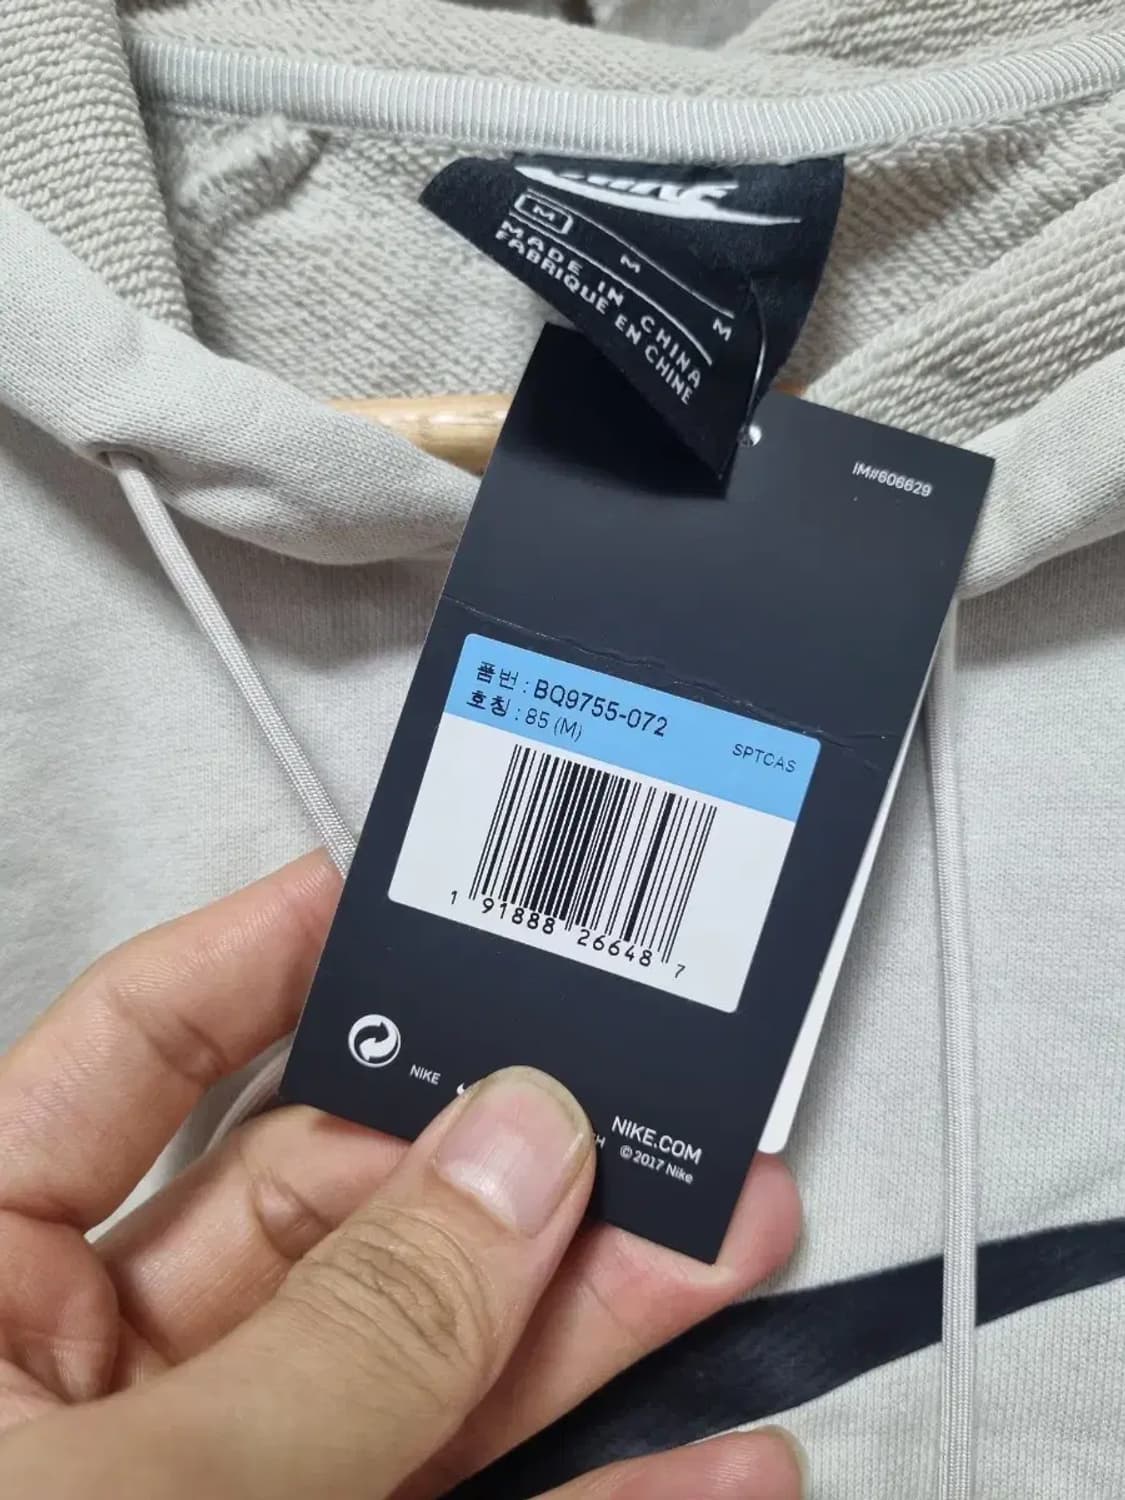 M
M
M
MADE IN CHINA
FABRIQUE EN CHINE
IM#606629
품번 : BQ9755-072
호칭 : 85 (M)
SPTCAS
1 91888 26648 7
NIKE
NIKE.COM
©2017 Nike